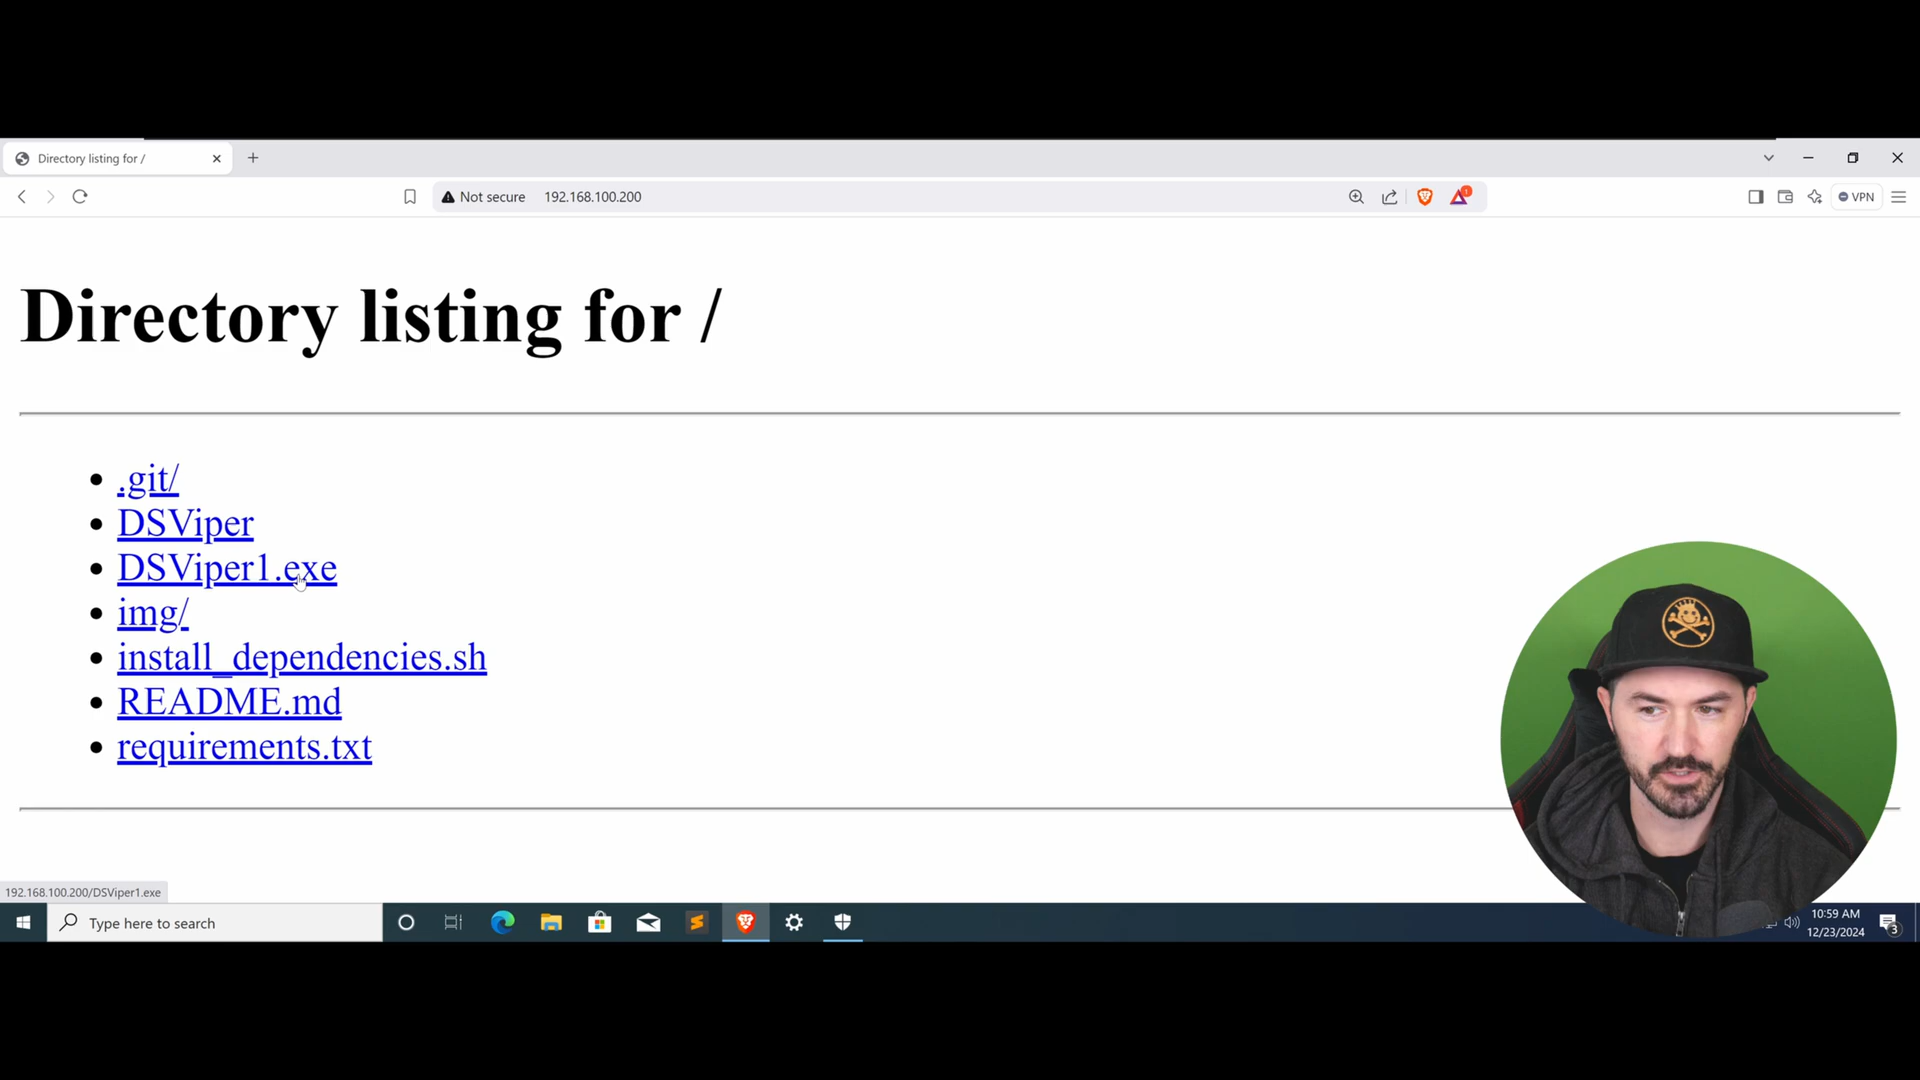 Directory listing for /
Not secure 192.168.100.200
VPN
Directory listing for /
.git/
DSViper
DSViper1.exe
img/
install_dependencies.sh
README.md
requirements.txt
192.168.100.200/DSViper1.exe
Type here to search
10:59 AM
12/23/2024
3